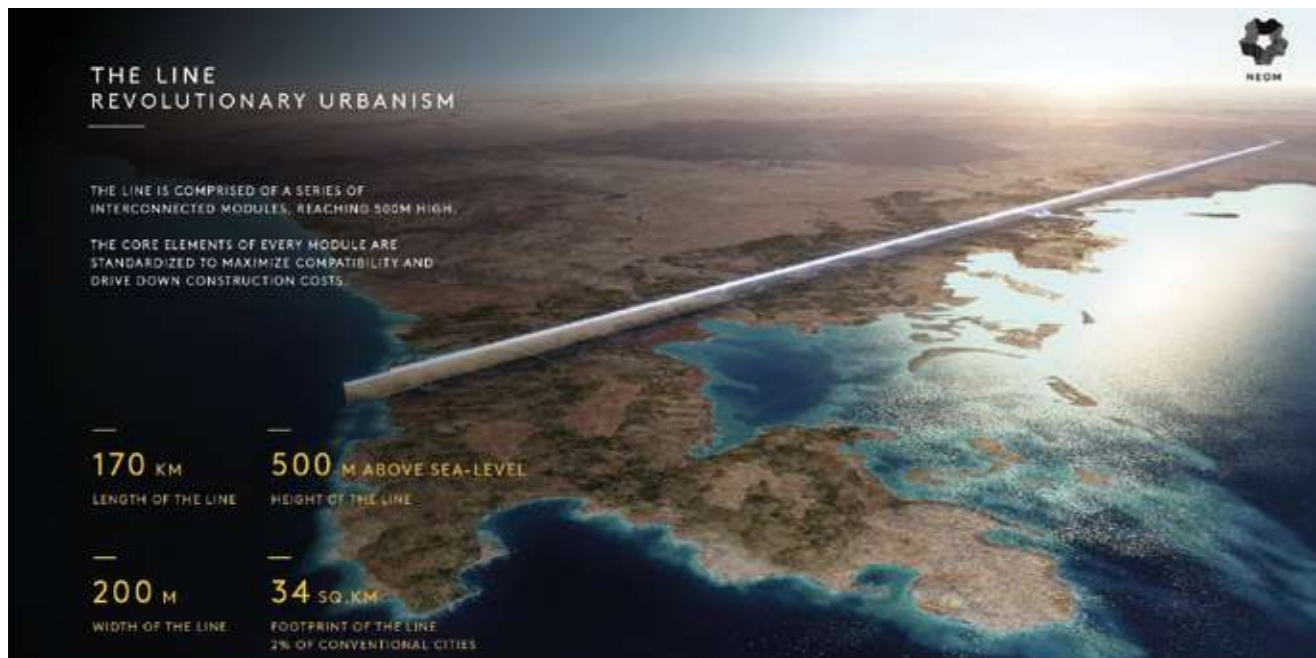 THE LINE
REVOLUTIONARY URBANISM
NEOM
THE LINE IS COMPRISED OF A SERIES OF
INTERCONNECTED MODULES, REACHING 500M HIGH.
THE CORE ELEMENTS OF EVERY MODULE ARE
STANDARDIZED TO MAXIMIZE COMPATIBILITY AND
DRIVE DOWN CONSTRUCTION COSTS.
170 KM
LENGTH OF THE LINE
500 M ABOVE SEA-LEVEL
HEIGHT OF THE LINE
200 M
WIDTH OF THE LINE
34 SQ.KM
FOOTPRINT OF THE LINE
2% OF CONVENTIONAL CITIES